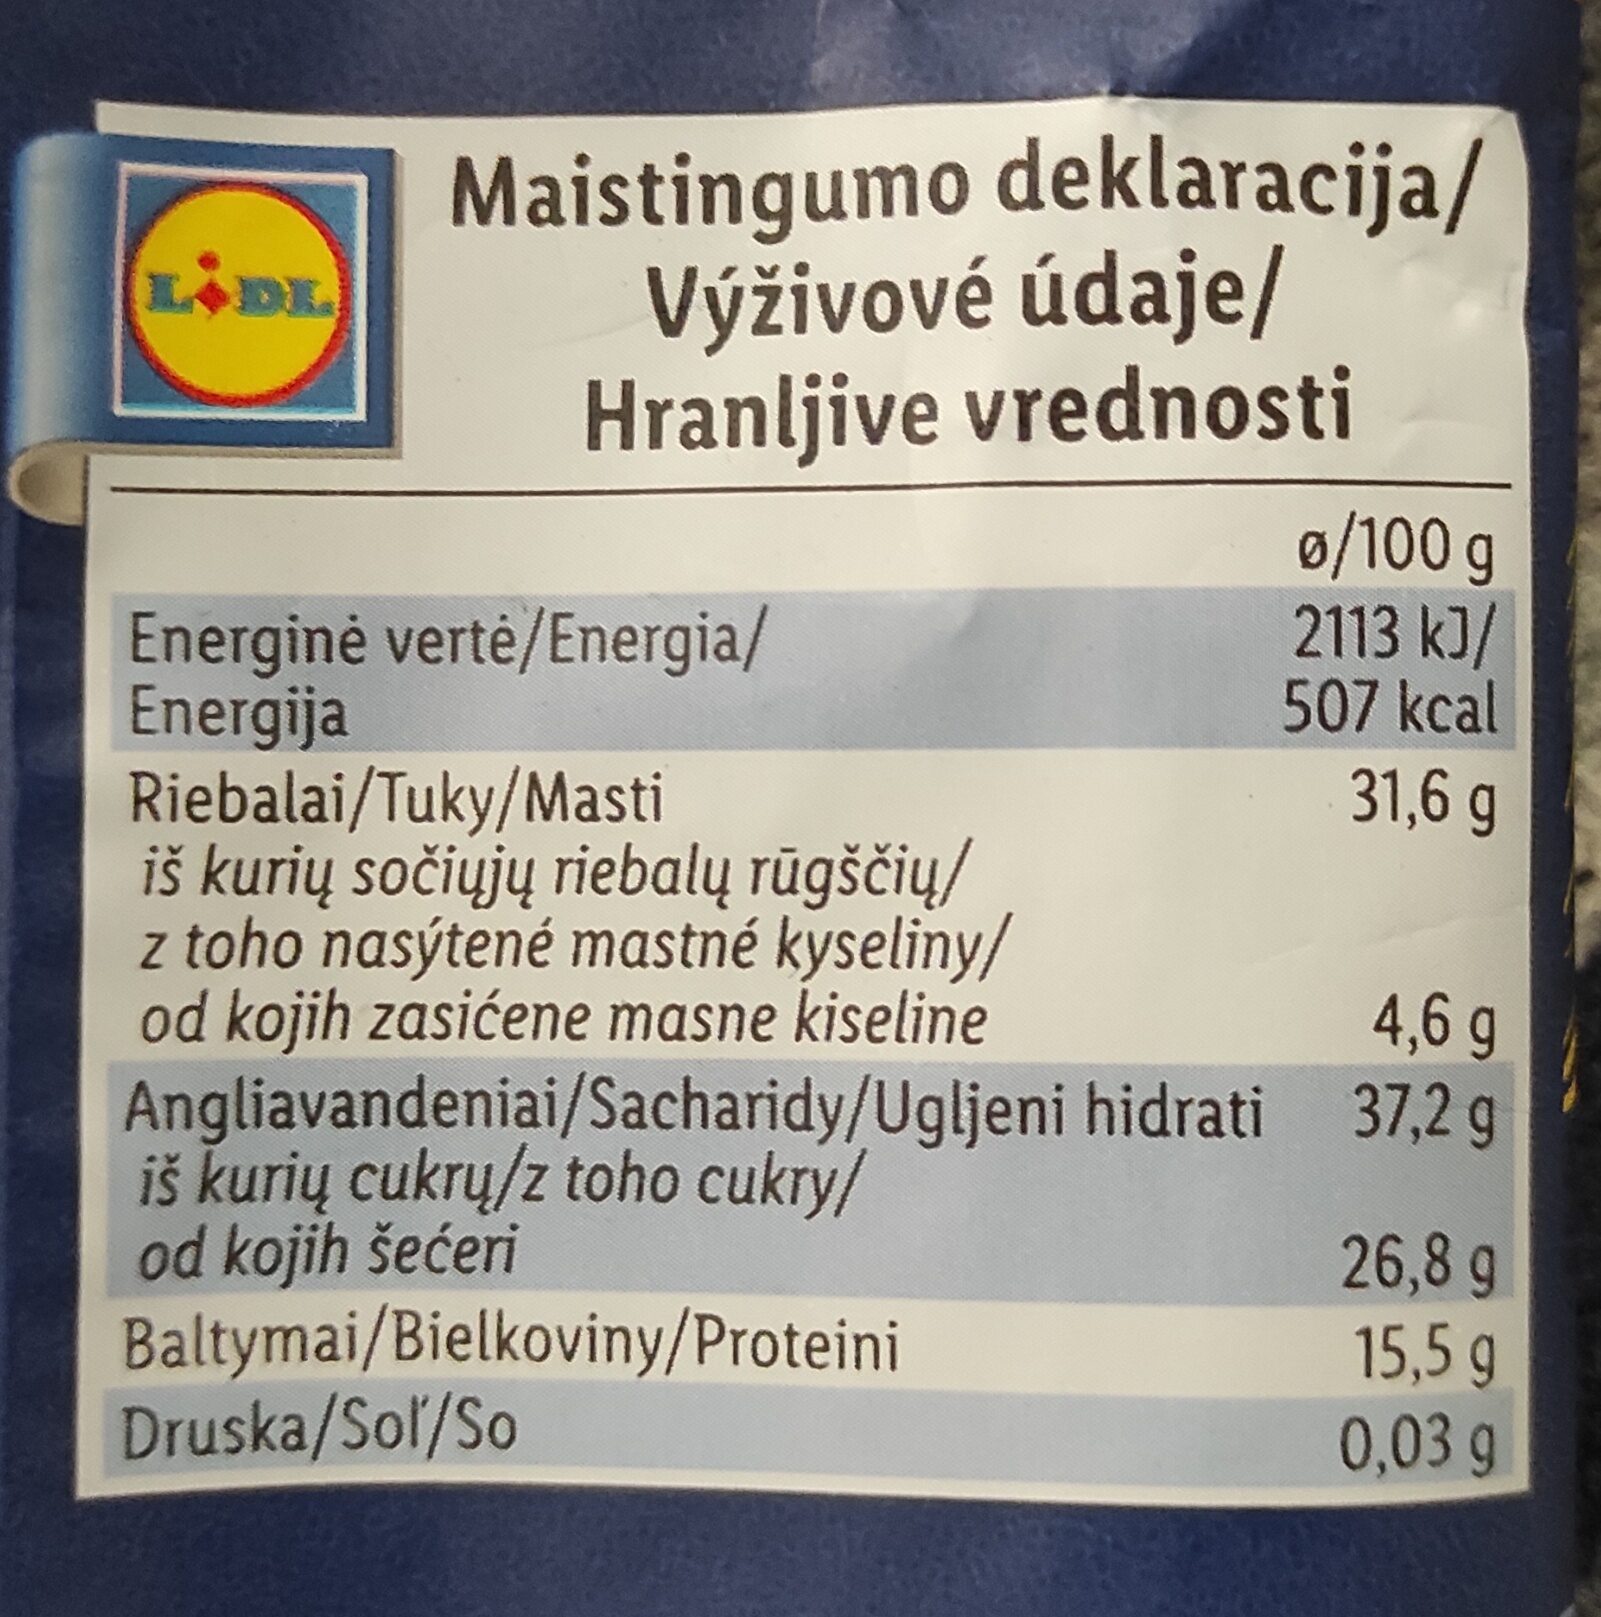 LIDL
Maistingumo deklaracija/
Výživové údaje/
Hranljive vrednosti
ø/100 g
Energinė vertė/Energia/ 2113 kJ/
Energija 507 kcal
Riebalai/Tuky/Masti 31,6 g
iš kurių sočiųjų riebalų rūgščių/
z toho nasýtené mastné kyseliny/
od kojih zasićene masne kiseline 4,6 g
Angliavandeniai/Sacharidy/Ugljeni hidrati 37,2 g
iš kurių cukrų/z toho cukry/
od kojih šećeri 26,8 g
Baltymai/Bielkoviny/Proteini 15,5 g
Druska/Soľ/So 0,03 g